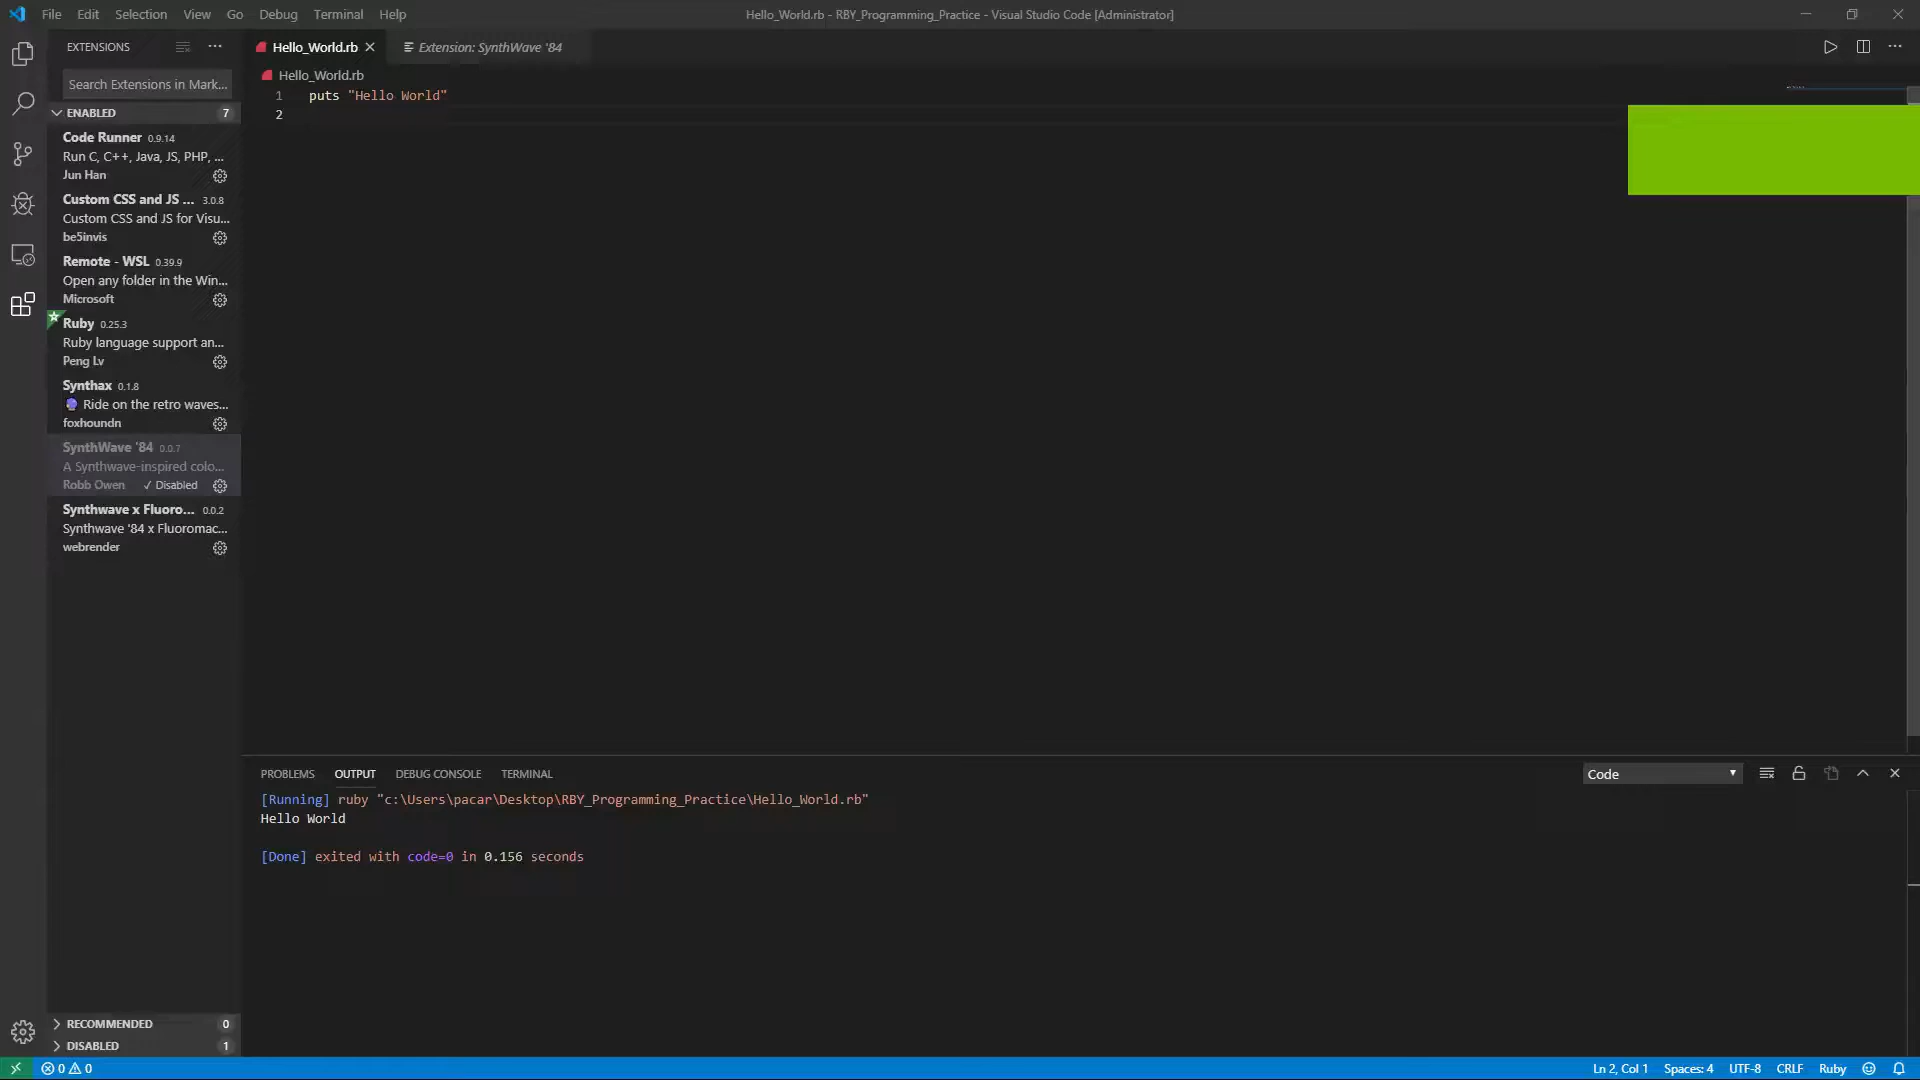 File Edit Selection View Go Debug Terminal Help
Hello_World.rb - RBY_Programming_Practice - Visual Studio Code [Administrator]
EXTENSIONS
Search Extensions in Mark...
ENABLED 7
Code Runner 0.9.14
Run C, C++, Java, JS, PHP, ...
Jun Han
Custom CSS and JS ... 3.0.8
Custom CSS and JS for Visu...
be5invis
Remote - WSL 0.39.9
Open any folder in the Win...
Microsoft
Ruby 0.25.3
Ruby language support an...
Peng Lv
Synthax 0.1.8
Ride on the retro waves...
foxhoundn
SynthWave '84 0.0.7
A Synthwave-inspired colo...
Robb Owen ✓ Disabled
Synthwave x Fluoro... 0.0.2
Synthwave '84 x Fluoromac...
webrender
RECOMMENDED 0
DISABLED 1
Hello_World.rb Extension: SynthWave '84
Hello_World.rb
1 puts "Hello World"
2
PROBLEMS OUTPUT DEBUG CONSOLE TERMINAL Code
[Running] ruby "c:\Users\pacar\Desktop\RBY_Programming_Practice\Hello_World.rb"
Hello World
[Done] exited with code=0 in 0.156 seconds
0 0 Ln 2, Col 1 Spaces: 4 UTF-8 CRLF Ruby